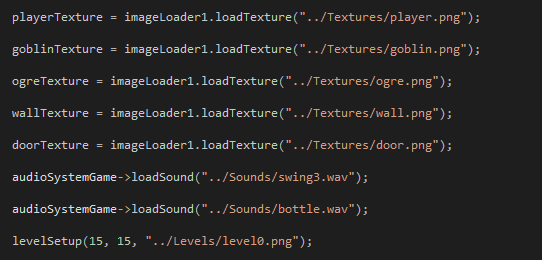 playerTexture = imageLoader1.loadTexture("../Textures/player.png");
goblinTexture = imageLoader1.loadTexture("../Textures/goblin.png");
ogreTexture = imageLoader1.loadTexture("../Textures/ogre.png");
wallTexture = imageLoader1.loadTexture("../Textures/wall.png");
doorTexture = imageLoader1.loadTexture("../Textures/door.png");
audioSystemGame->loadSound("../Sounds/swing3.wav");
audioSystemGame->loadSound("../Sounds/bottle.wav");
levelSetup(15, 15, "../Levels/level0.png");